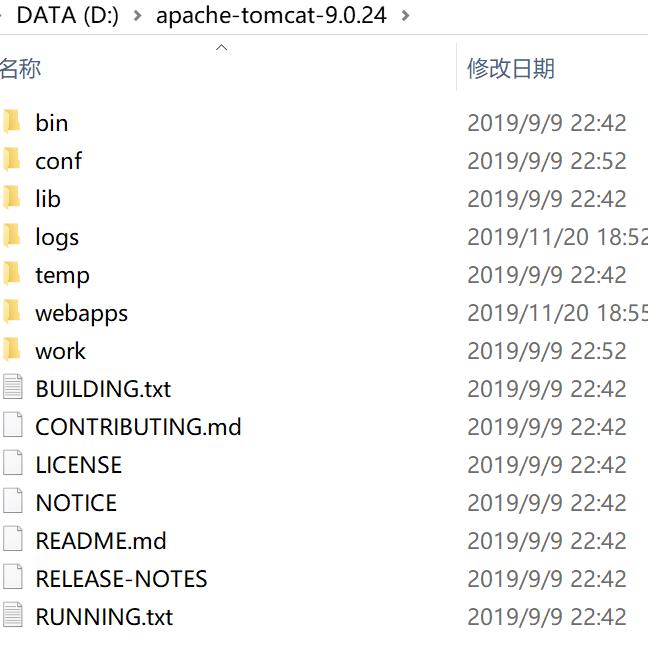 DATA (D:) > apache-tomcat-9.0.24 >
名称 修改日期
bin 2019/9/9 22:42
conf 2019/9/9 22:52
lib 2019/9/9 22:42
logs 2019/11/20 18:52
temp 2019/9/9 22:42
webapps 2019/11/20 18:55
work 2019/9/9 22:52
BUILDING.txt 2019/9/9 22:42
CONTRIBUTING.md 2019/9/9 22:42
LICENSE 2019/9/9 22:42
NOTICE 2019/9/9 22:42
README.md 2019/9/9 22:42
RELEASE-NOTES 2019/9/9 22:42
RUNNING.txt 2019/9/9 22:42